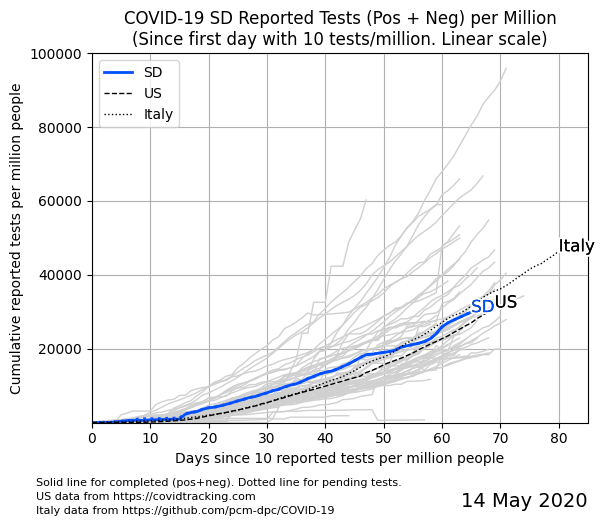 COVID-19 SD Reported Tests (Pos + Neg) per Million
(Since first day with 10 tests/million. Linear scale)
100000
80000
60000
40000
20000
Cumulative reported tests per million people
SD
US
Italy
Italy
SD
US
0 10 20 30 40 50 60 70 80
Days since 10 reported tests per million people
Solid line for completed (pos+neg). Dotted line for pending tests.
US data from https://covidtracking.com
Italy data from https://github.com/pcm-dpc/COVID-19
14 May 2020